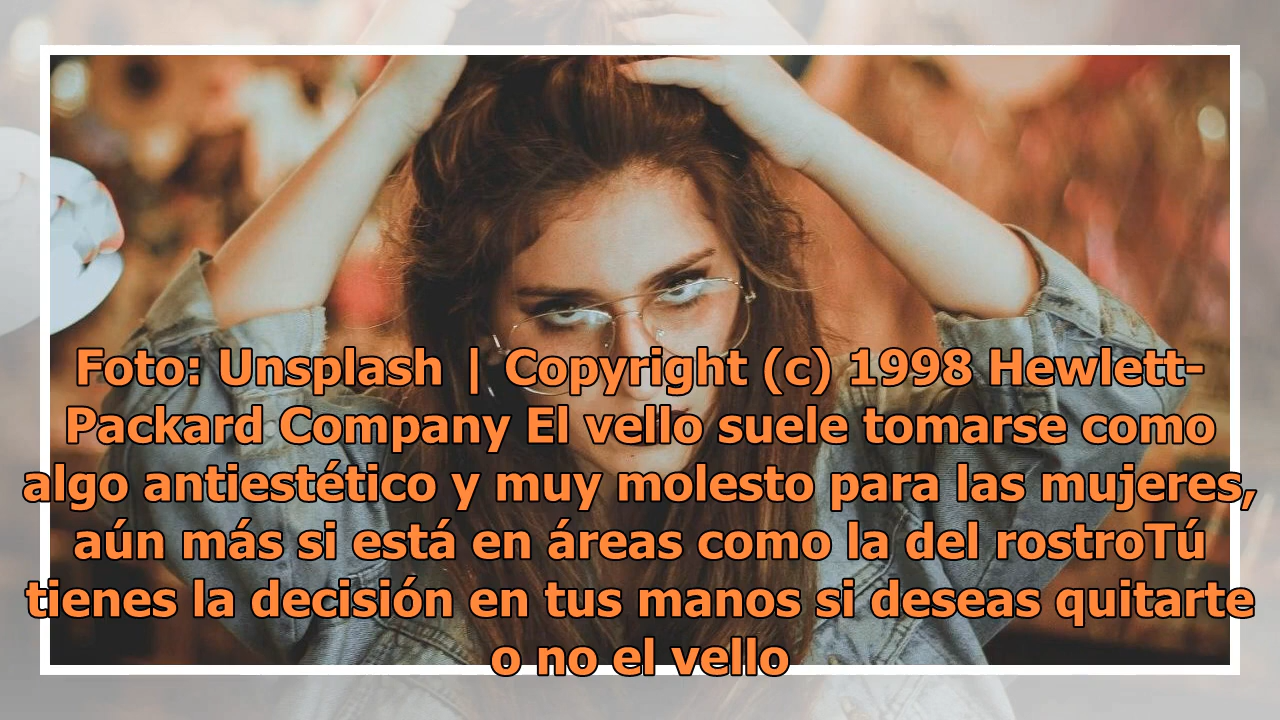 Foto: Unsplash | Copyright (c) 1998 Hewlett-
Packard Company El vello suele tomarse como
algo antiestético y muy molesto para las mujeres,
aún más si está en áreas como la del rostroTú
tienes la decisión en tus manos si deseas quitarte
o no el vello